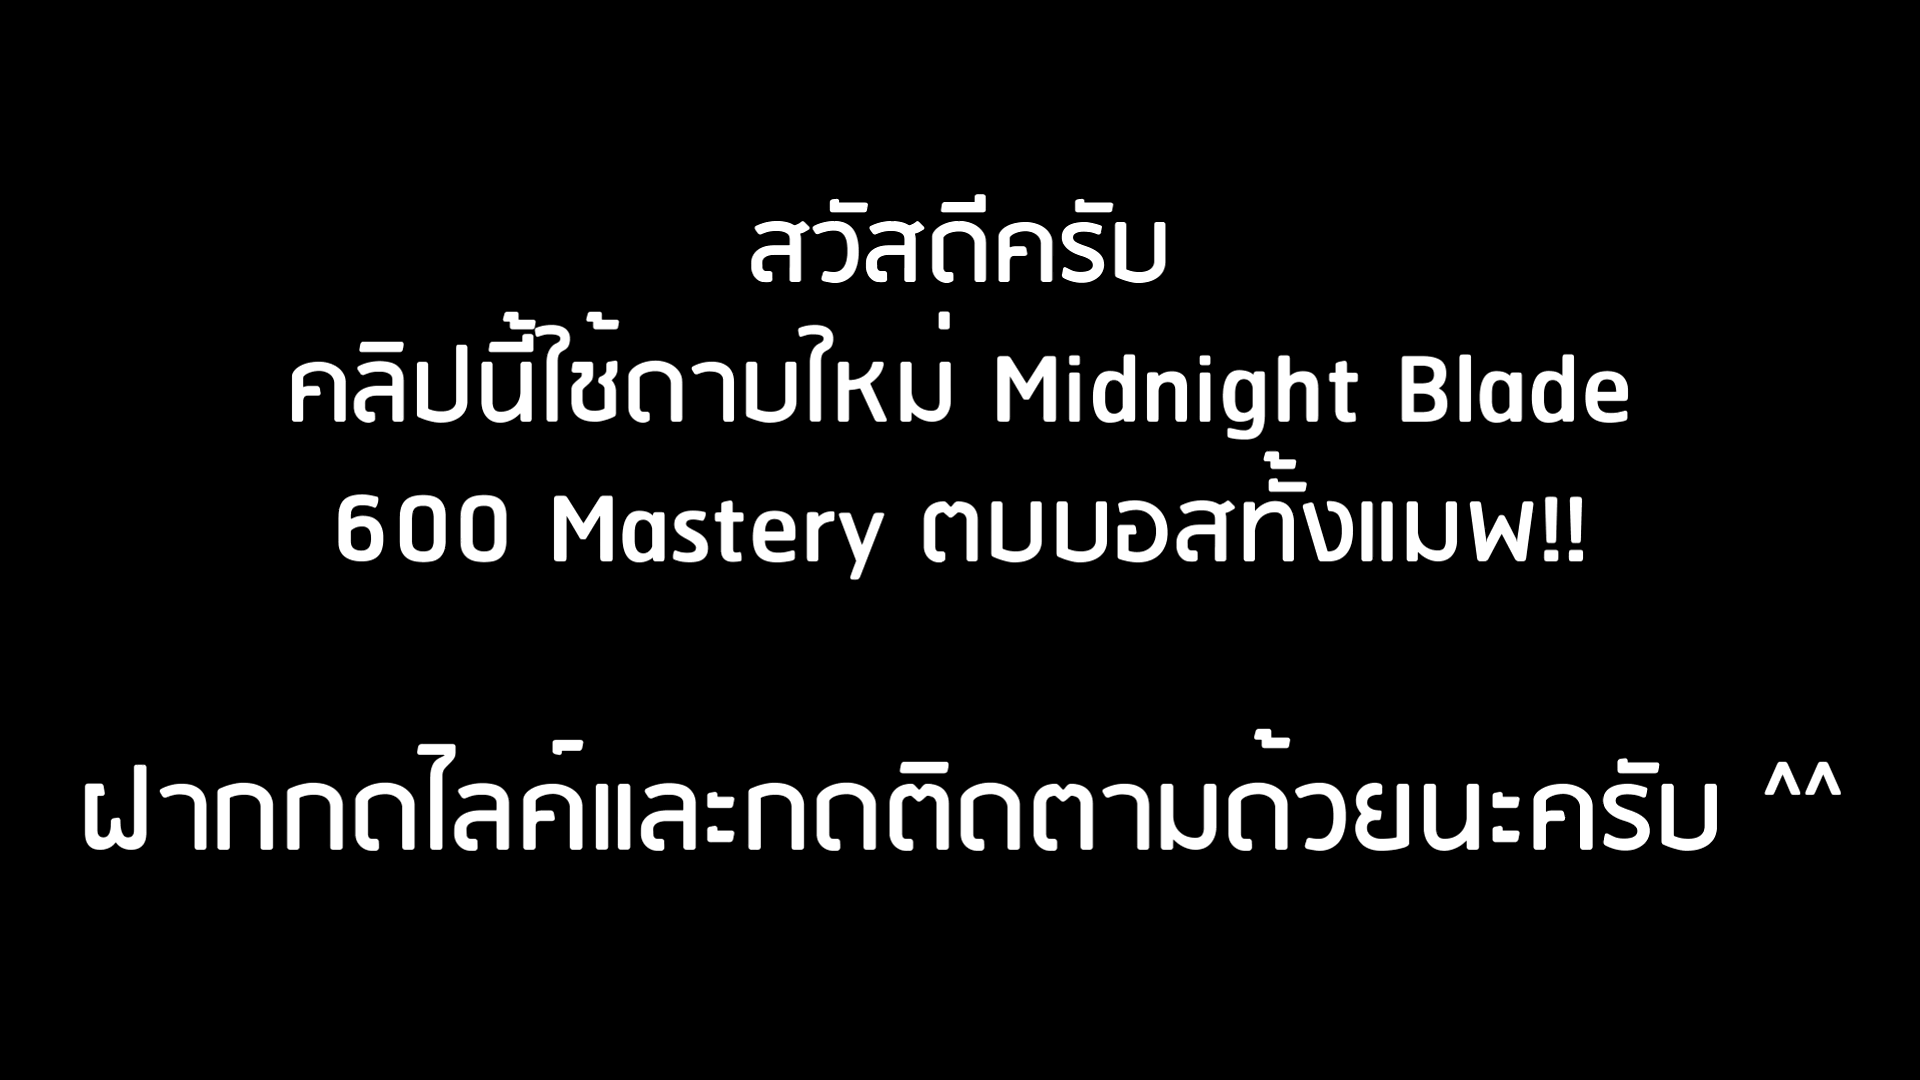 สวัสดีครับ
คลิปนี้ใช้ดาบใหม่ Midnight Blade
600 Mastery ตบบอสทั้งแมพ!!
ฝากกดไลค์และกดติดตามด้วยนะครับ ^^